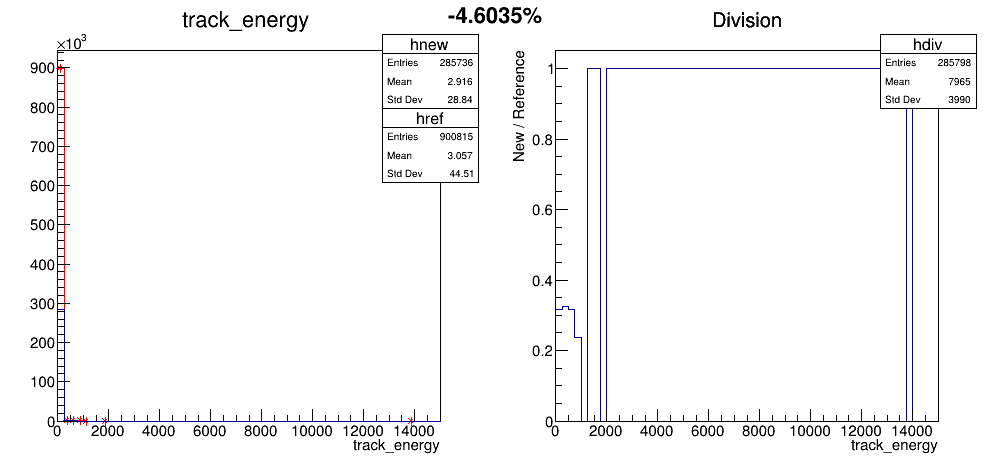 -4.6035%
track_energy
×10³
hnew
Entries 285736
Mean 2.916
Std Dev 28.84
href
Entries 900815
Mean 3.057
Std Dev 44.51
900
800
700
600
500
400
300
200
100
0
0 2000 4000 6000 8000 10000 12000 14000
track_energy
Division
hdiv
Entries 285798
Mean 7965
Std Dev 3990
New / Reference
1
0.8
0.6
0.4
0.2
0
0 2000 4000 6000 8000 10000 12000 14000
track_energy